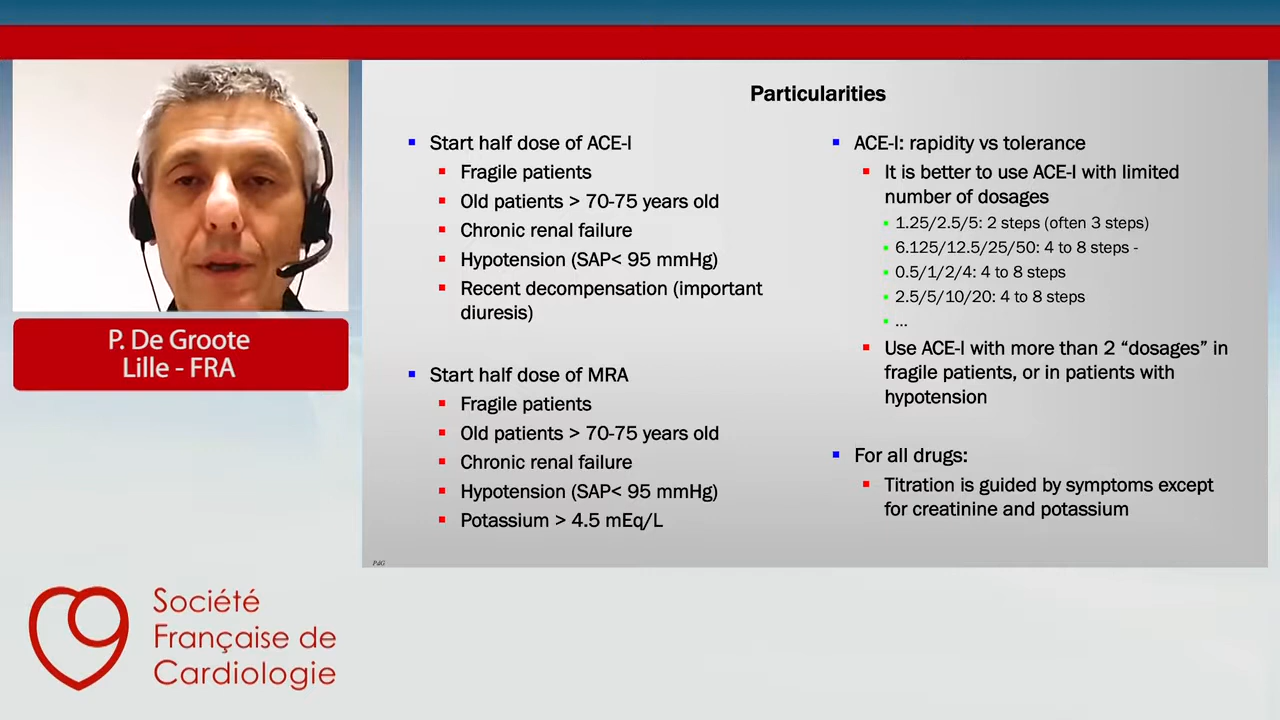 Particularities
Start half dose of ACE-I
Fragile patients
Old patients > 70-75 years old
Chronic renal failure
Hypotension (SAP< 95 mmHg)
Recent decompensation (important
diuresis)
Start half dose of MRA
Fragile patients
Old patients > 70-75 years old
Chronic renal failure
Hypotension (SAP< 95 mmHg)
Potassium > 4.5 mEq/L
ACE-I: rapidity vs tolerance
It is better to use ACE-I with limited
number of dosages
1.25/2.5/5: 2 steps (often 3 steps)
6.125/12.5/25/50: 4 to 8 steps -
0.5/1/2/4: 4 to 8 steps
2.5/5/10/20: 4 to 8 steps
...
Use ACE-I with more than 2 “dosages” in
fragile patients, or in patients with
hypotension
For all drugs:
Titration is guided by symptoms except
for creatinine and potassium
PdG
P. De Groote
Lille - FRA
Société
Française de
Cardiologie